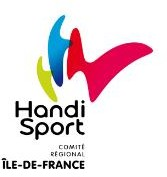 Handi
Sport
COMITÉ
RÉGIONAL
ÎLE-DE-FRANCE